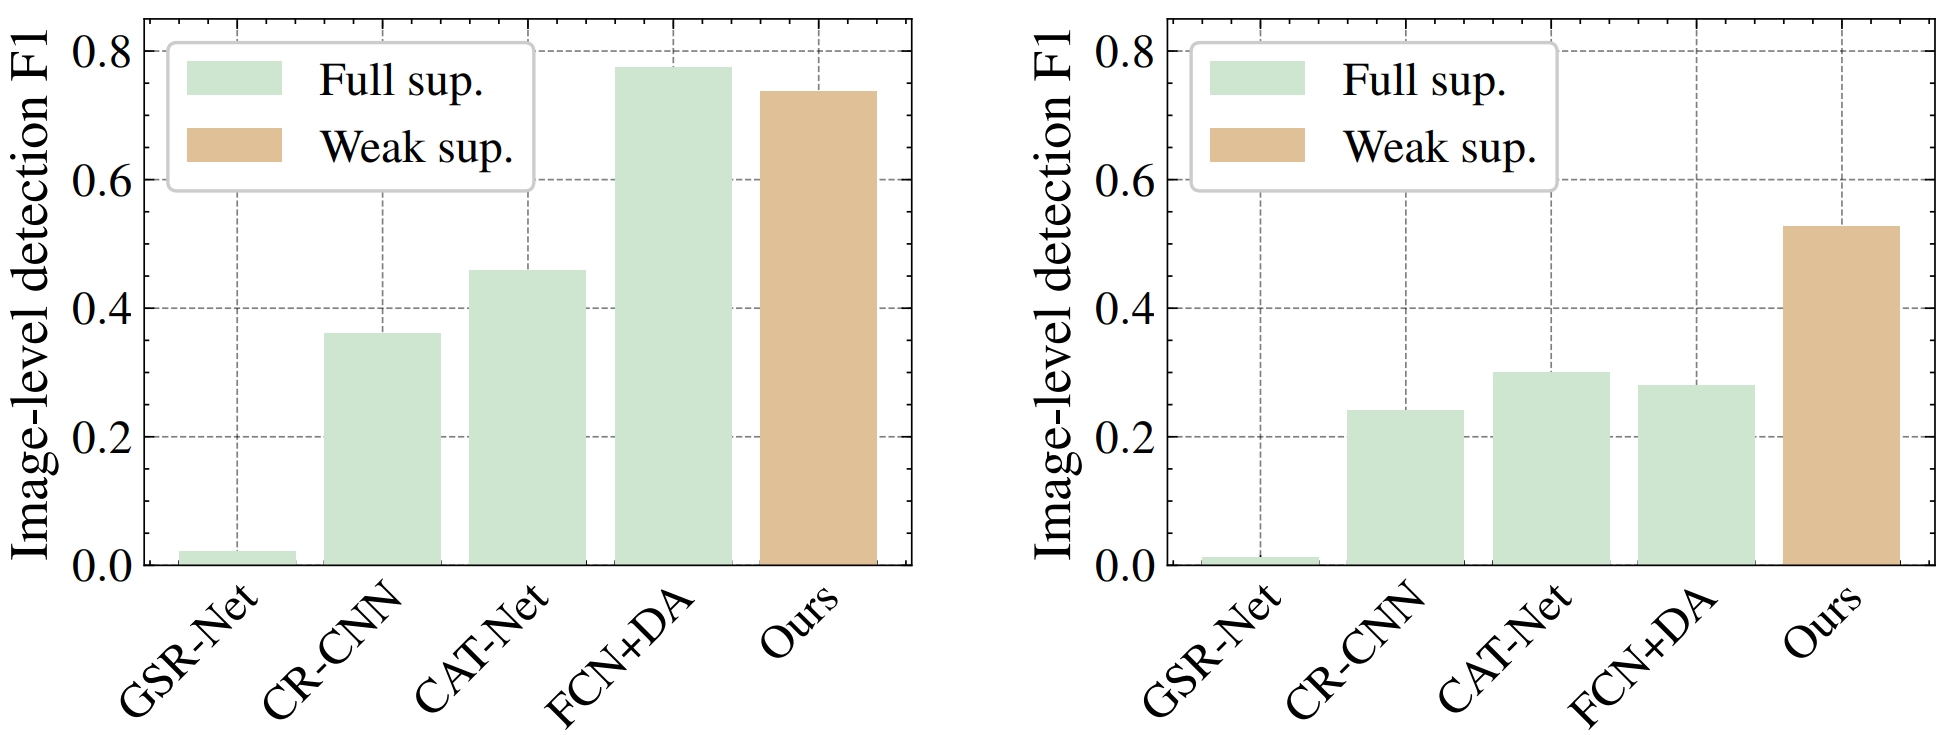 Image-level detection F1
0.8
0.6
0.4
0.2
0.0
Full sup.
Weak sup.
GSR-Net
CR-CNN
CAT-Net
FCN+DA
Ours
Image-level detection F1
0.8
0.6
0.4
0.2
0.0
Full sup.
Weak sup.
GSR-Net
CR-CNN
CAT-Net
FCN+DA
Ours